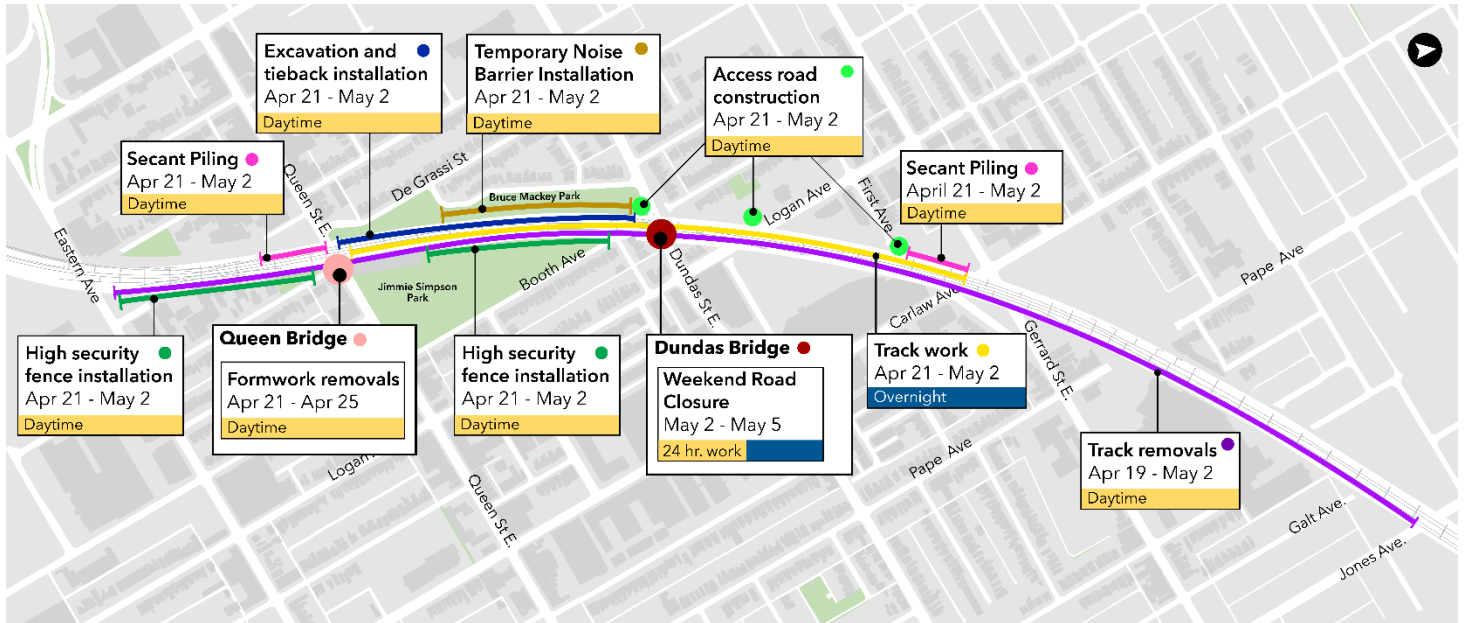 Excavation and
tieback installation
Apr 21 - May 2
Daytime
Temporary Noise
Barrier Installation
Apr 21 - May 2
Daytime
Access road
construction
Apr 21 - May 2
Daytime
Secant Piling
Apr 21 - May 2
Daytime
Secant Piling
April 21 - May 2
Daytime
Queen St E.
De Grassi St
Bruce Mackey Park
Logan Ave
First Ave
Pape Ave
Eastern Ave
Jimmie Simpson
Park
Booth Ave
Dundas St E.
Carlaw Ave
Gerrard St E.
High security
fence installation
Apr 21 - May 2
Daytime
Queen Bridge
Formwork removals
Apr 21 - Apr 25
Daytime
High security
fence installation
Apr 21 - May 2
Daytime
Dundas Bridge
Weekend Road
Closure
May 2 - May 5
24 hr. work
Track work
Apr 21 - May 2
Overnight
Track removals
Apr 19 - May 2
Daytime
Logan
Queen St E.
Pape Ave
Galt Ave.
Jones Ave.